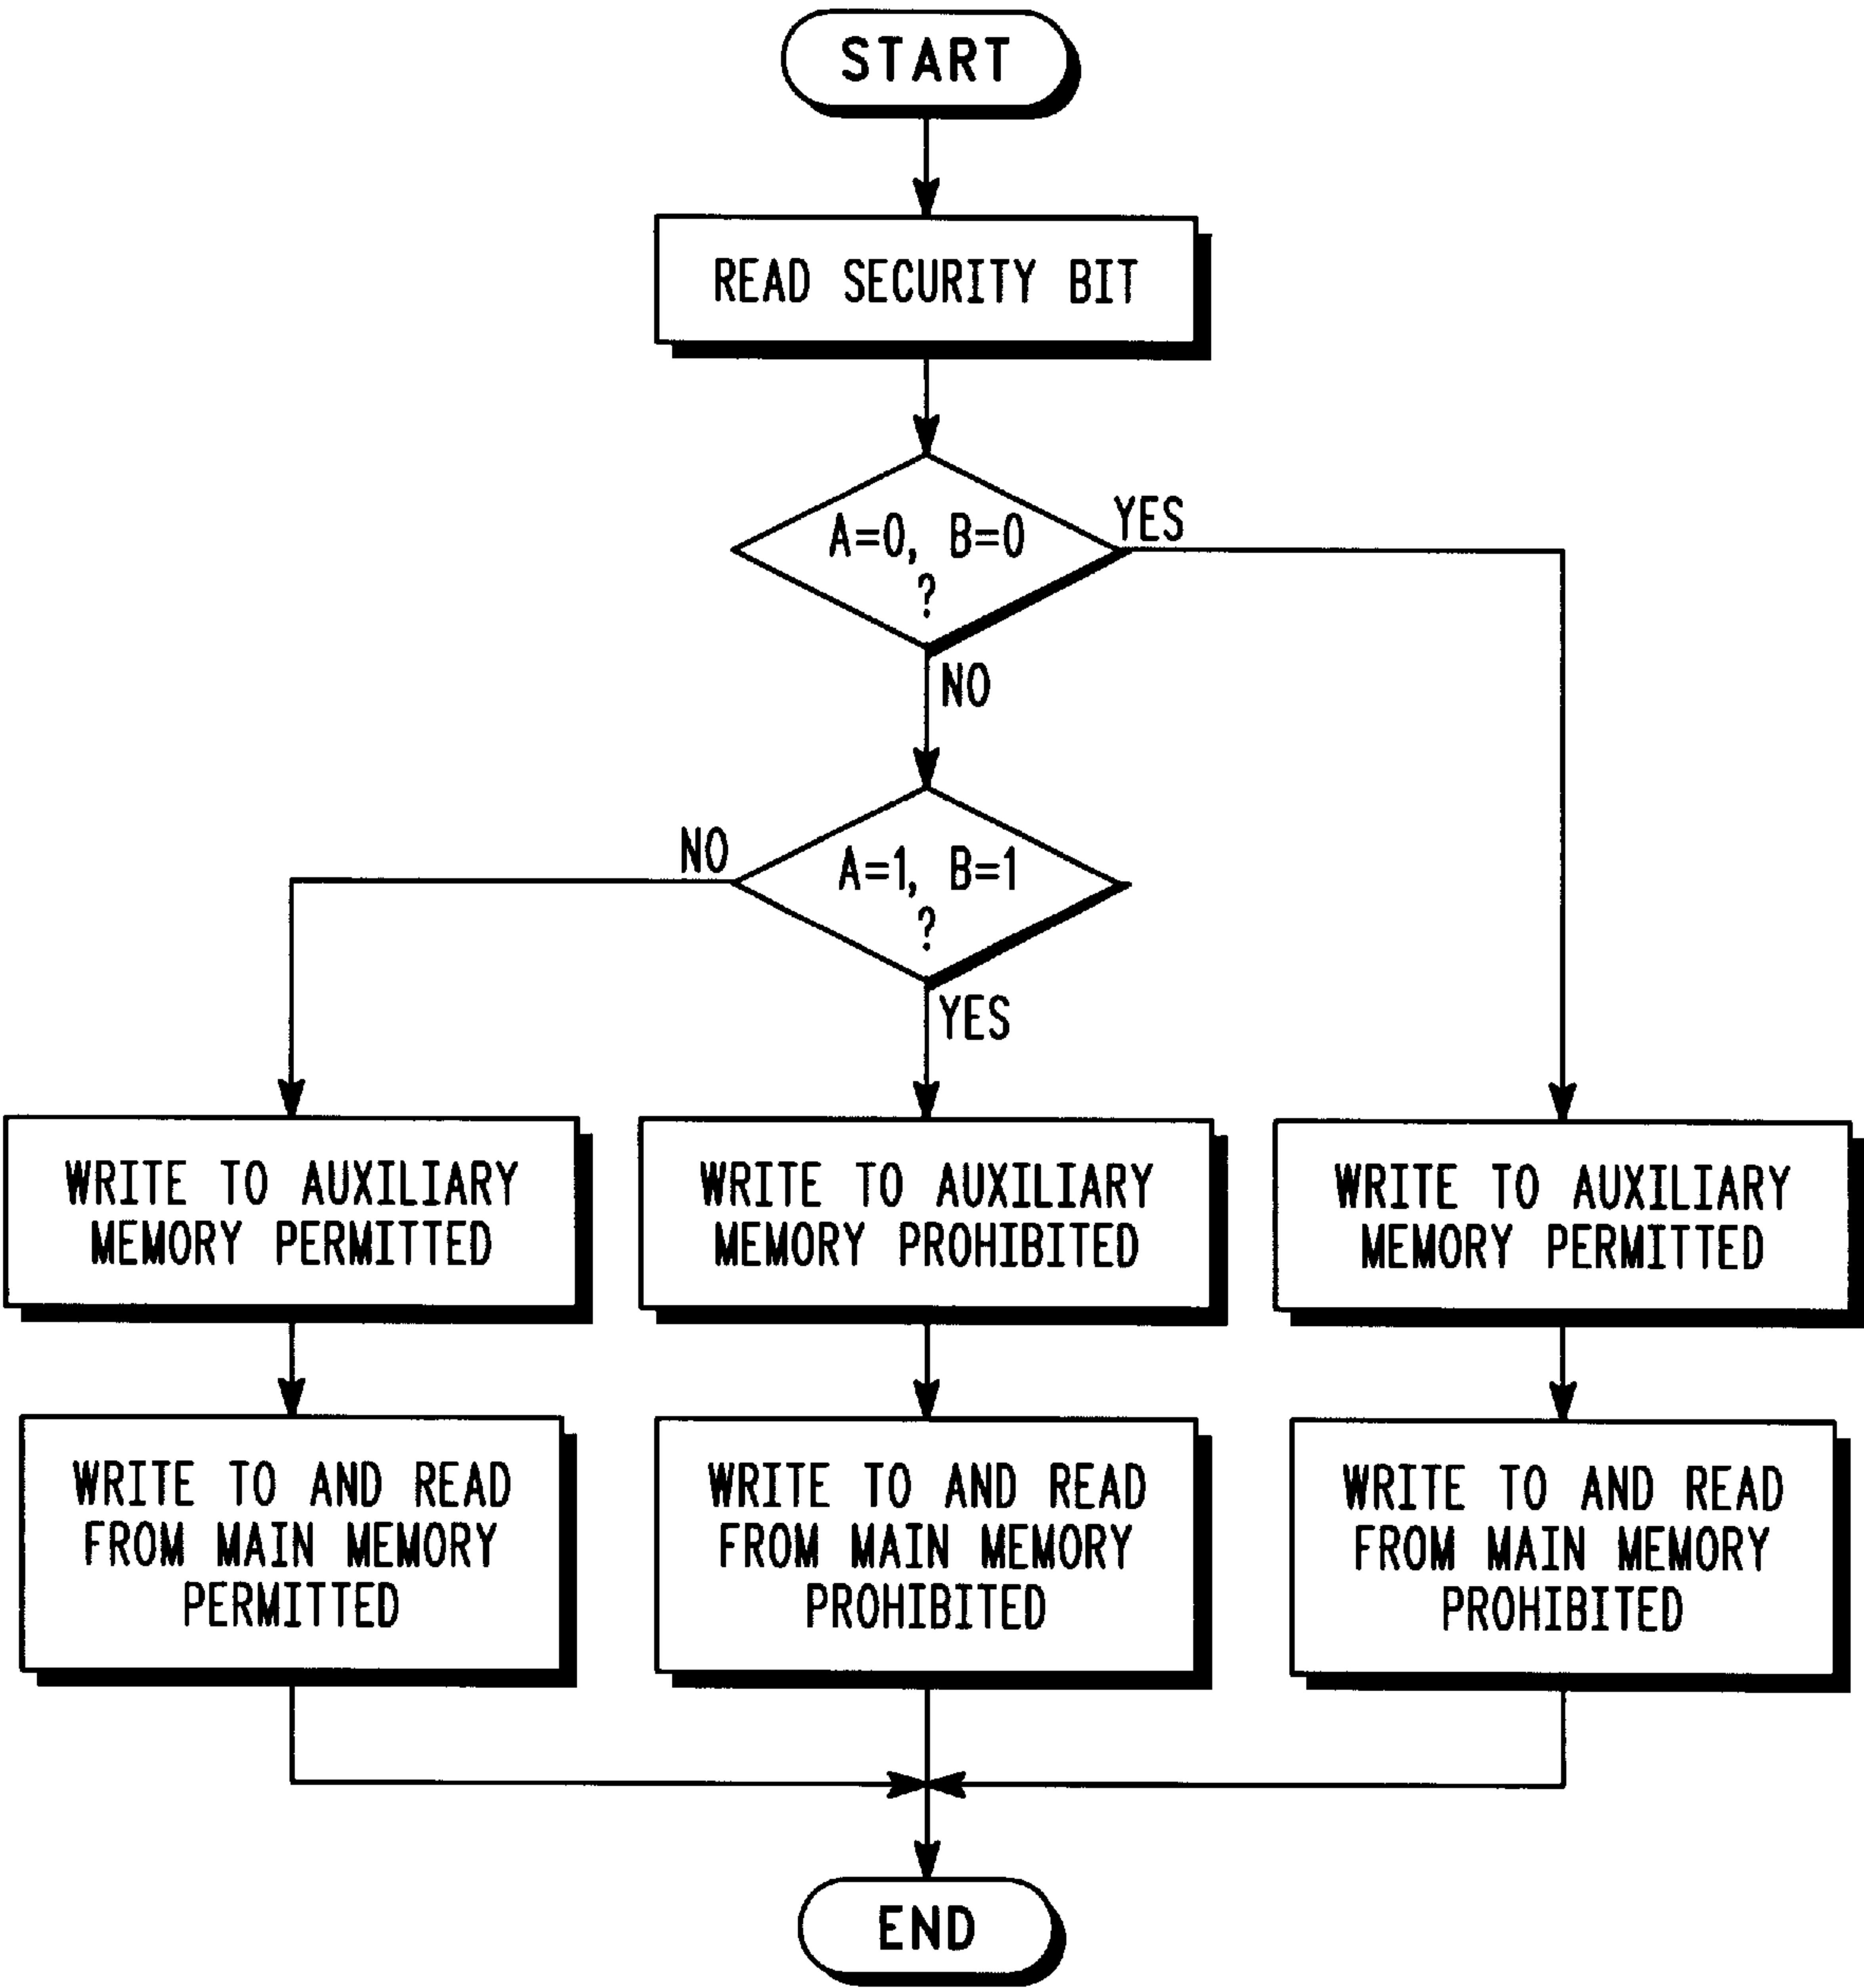 START
READ SECURITY BIT
A=0, B=0
?
YES
NO
A=1, B=1
?
NO
YES
WRITE TO AUXILIARY
MEMORY PERMITTED
WRITE TO AUXILIARY
MEMORY PROHIBITED
WRITE TO AUXILIARY
MEMORY PERMITTED
WRITE TO AND READ
FROM MAIN MEMORY
PERMITTED
WRITE TO AND READ
FROM MAIN MEMORY
PROHIBITED
WRITE TO AND READ
FROM MAIN MEMORY
PROHIBITED
END